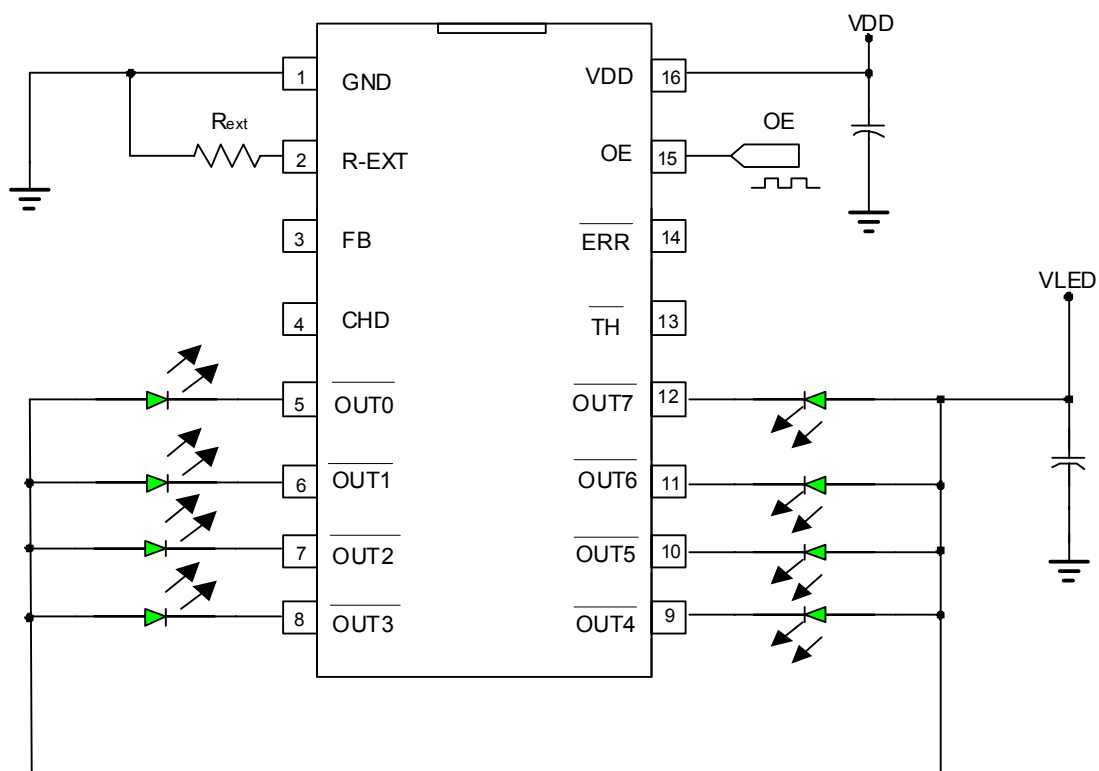 VDD
1 GND VDD 16
Rext OE
2 R-EXT OE 15
3 FB ERR 14
4 CHD TH 13
VLED
5 OUT0 OUT7 12
6 OUT1 OUT6 11
7 OUT2 OUT5 10
8 OUT3 OUT4 9